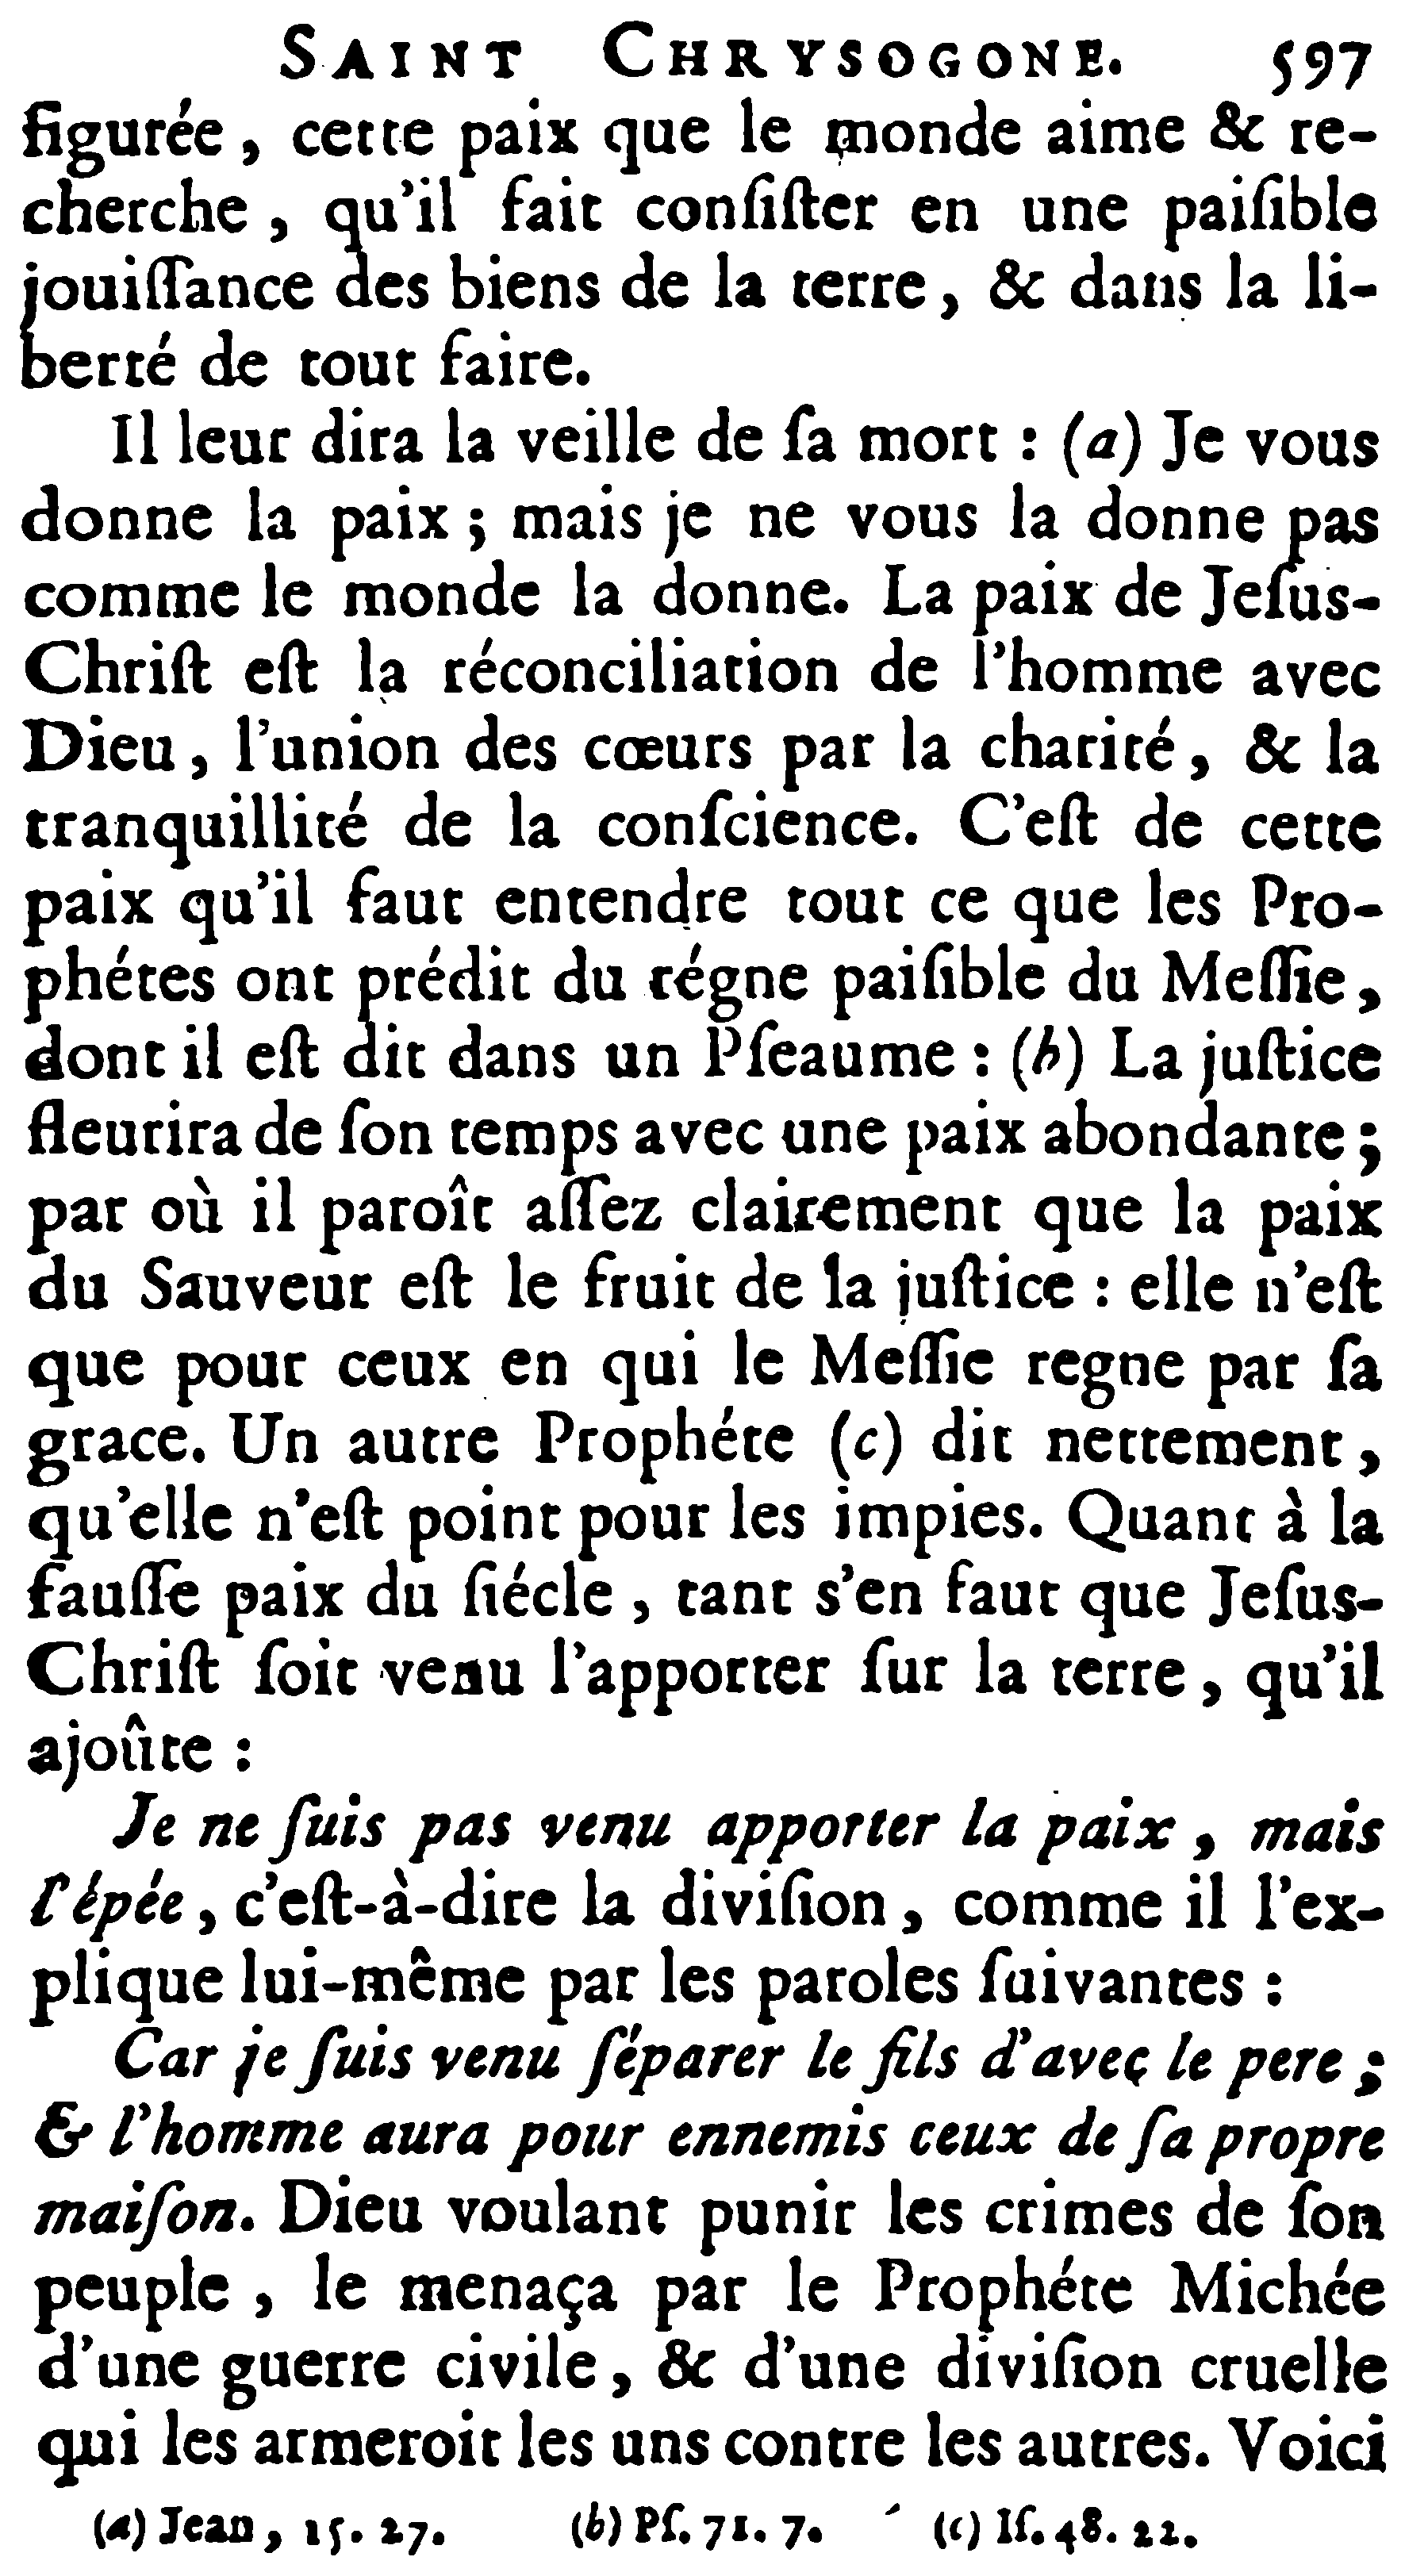 SAINT CHRYSOGONE. 597
figurée, cette paix que le monde aime & re-
cherche, qu'il fait conſiſter en une paiſible
jouiſſance des biens de la terre, & dans la li-
berté de tout faire.
Il leur dira la veille de ſa mort : (a) Je vous
donne la paix ; mais je ne vous la donne pas
comme le monde la donne. La paix de Jeſus-
Chriſt eſt la réconciliation de l'homme avec
Dieu, l'union des cœurs par la charité, & la
tranquillité de la conſcience. C'eſt de cette
paix qu'il faut entendre tout ce que les Pro-
phétes ont prédit du régne paiſible du Meſſie,
dont il eſt dit dans un Pſeaume : (b) La juſtice
fleurira de ſon temps avec une paix abondante ;
par où il paroît aſſez clairement que la paix
du Sauveur eſt le fruit de la juſtice : elle n'eſt
que pour ceux en qui le Meſſie regne par ſa
grace. Un autre Prophéte (c) dit nettement,
qu'elle n'eſt point pour les impies. Quant à la
fauſſe paix du ſiécle, tant s'en faut que Jeſus-
Chriſt ſoit venu l'apporter ſur la terre, qu'il
ajoûte :
Je ne ſuis pas venu apporter la paix, mais
l'épée, c'eſt-à-dire la diviſion, comme il l'ex-
plique lui-même par les paroles ſuivantes :
Car je ſuis venu ſéparer le fils d'avec le pere ;
& l'homme aura pour ennemis ceux de ſa propre
maiſon. Dieu voulant punir les crimes de ſon
peuple, le menaça par le Prophéte Michée
d'une guerre civile, & d'une diviſion cruelle
qui les armeroit les uns contre les autres. Voici
(a) Jean, 15. 27. (b) Pſ. 71. 7. (c) Iſ. 48. 22.